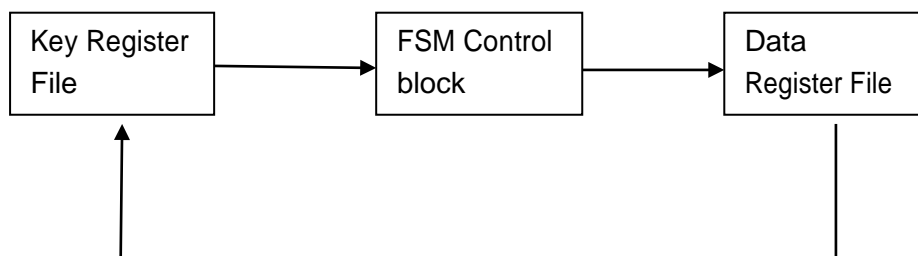 Key Register
File
FSM Control
block
Data
Register File